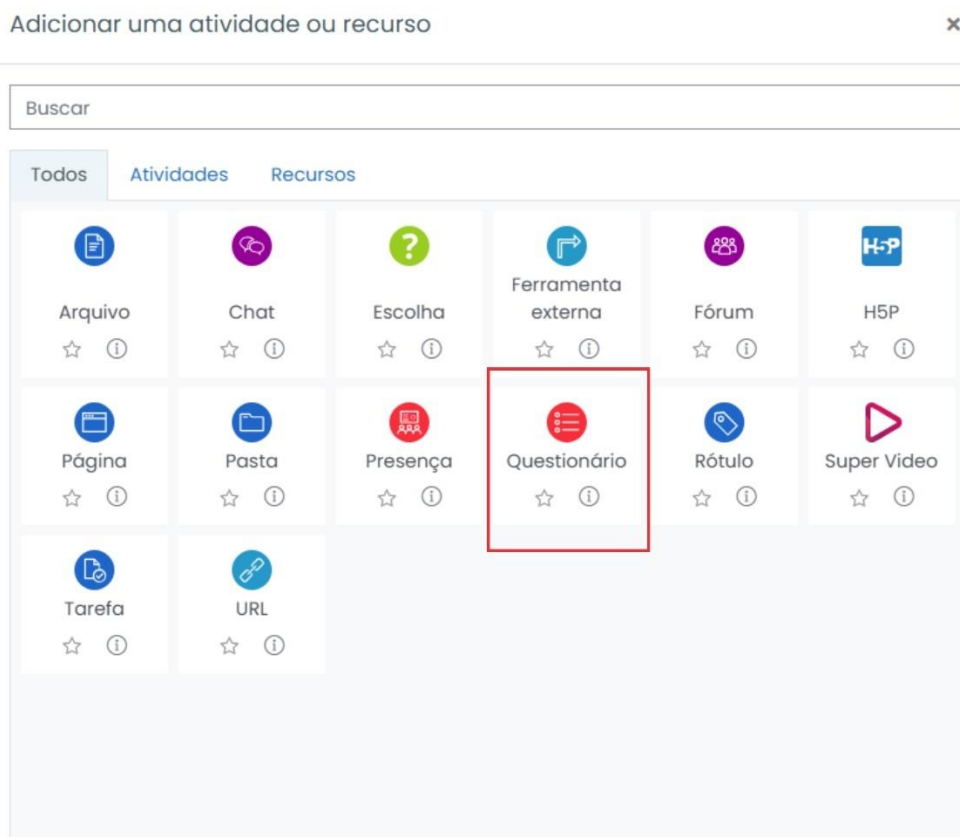 Adicionar uma atividade ou recurso ×
Buscar
Todos Atividades Recursos
Arquivo
Chat
Escolha
Ferramenta
externa
Fórum
H5P
H5P
Página
Pasta
Presença
Questionário
Rótulo
Super Video
Tarefa
URL